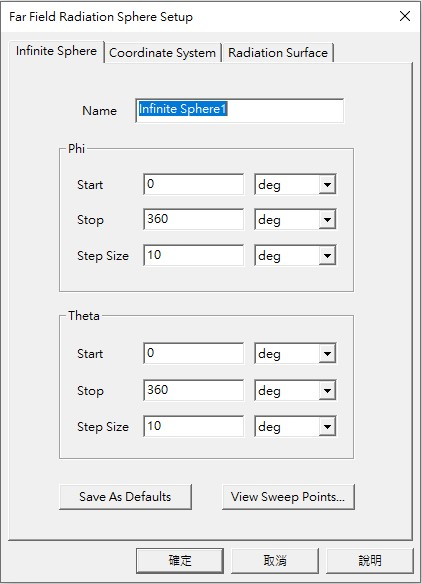 Far Field Radiation Sphere Setup
Infinite Sphere Coordinate System Radiation Surface
Name Infinite Sphere1
Phi
Start 0 deg
Stop 360 deg
Step Size 10 deg
Theta
Start 0 deg
Stop 360 deg
Step Size 10 deg
Save As Defaults View Sweep Points...
確定 取消 說明